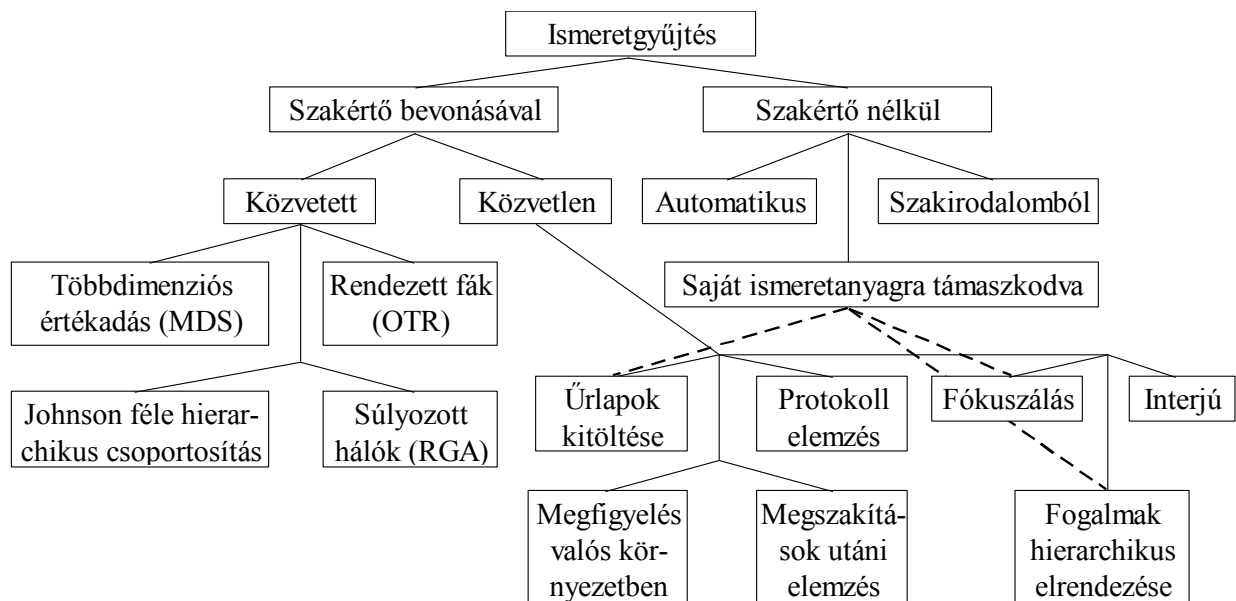 Ismeretgyűjtés
Szakértő bevonásával
Szakértő nélkül
Közvetett
Közvetlen
Automatikus
Szakirodalomból
Többdimenziós
értékadás (MDS)
Rendezett fák
(OTR)
Saját ismeretanyagra támaszkodva
Johnson féle hierar-
chikus csoportosítás
Súlyozott
hálók (RGA)
Űrlapok
kitöltése
Protokoll
elemzés
Fókuszálás
Interjú
Megfigyelés
valós kör-
nyezetben
Megszakítá-
sok utáni
elemzés
Fogalmak
hierarchikus
elrendezése